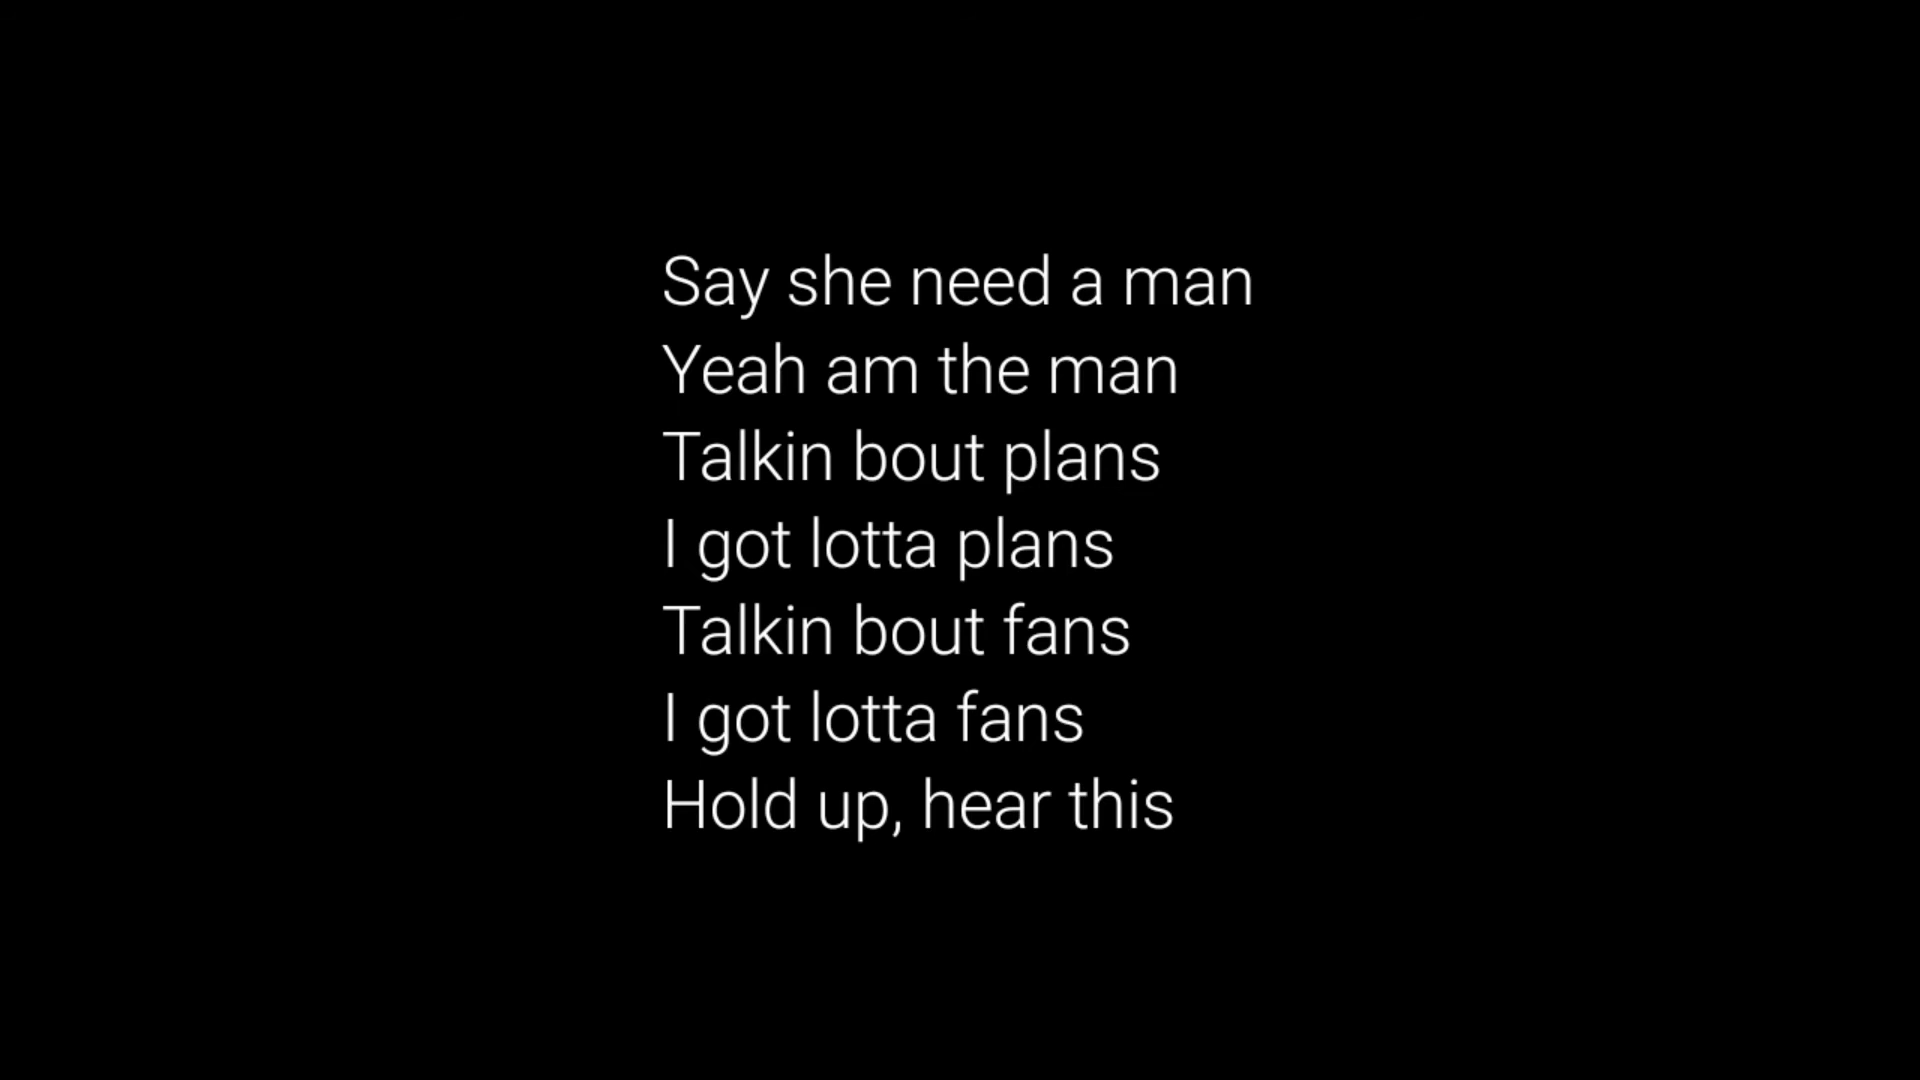 Say she need a man
Yeah am the man
Talkin bout plans
I got lotta plans
Talkin bout fans
I got lotta fans
Hold up, hear this